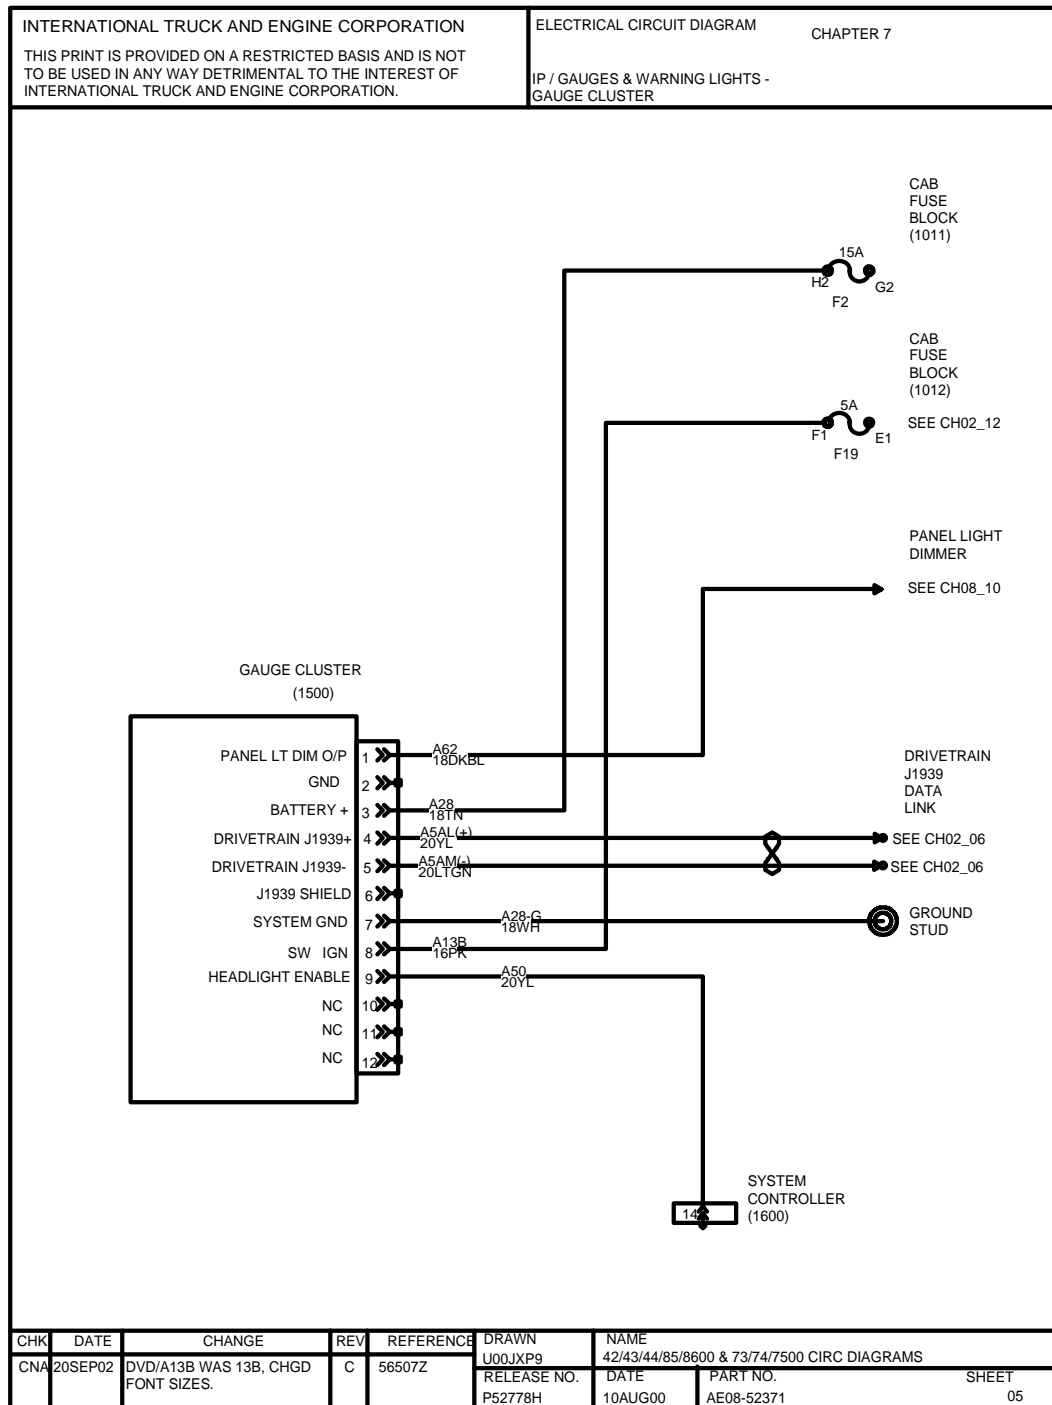 INTERNATIONAL TRUCK AND ENGINE CORPORATION
THIS PRINT IS PROVIDED ON A RESTRICTED BASIS AND IS NOT
TO BE USED IN ANY WAY DETRIMENTAL TO THE INTEREST OF
INTERNATIONAL TRUCK AND ENGINE CORPORATION.
ELECTRICAL CIRCUIT DIAGRAM
CHAPTER 7
IP / GAUGES & WARNING LIGHTS -
GAUGE CLUSTER
CAB
FUSE
BLOCK
(1011)
15A
H2
G2
F2
CAB
FUSE
BLOCK
(1012)
5A
SEE CH02_12
F1
E1
F19
PANEL LIGHT
DIMMER
SEE CH08_10
GAUGE CLUSTER
(1500)
PANEL LT DIM O/P 1
A62
18DKBL
GND 2
BATTERY + 3
A28
18TN
DRIVETRAIN J1939+ 4
A5AL(+)
20YL
DRIVETRAIN J1939- 5
A5AM(-)
20LTGN
J1939 SHIELD 6
SYSTEM GND 7
A28-G
18WH
SW IGN 8
A13B
16PK
HEADLIGHT ENABLE 9
A50
20YL
NC 10
NC 11
NC 12
DRIVETRAIN
J1939
DATA
LINK
SEE CH02_06
SEE CH02_06
GROUND
STUD
SYSTEM
CONTROLLER
(1600)
14
CHK DATE CHANGE REV REFERENCE
CNA 20SEP02 DVD/A13B WAS 13B, CHGD C 56507Z
FONT SIZES.
DRAWN
U00JXP9
NAME
42/43/44/85/8600 & 73/74/7500 CIRC DIAGRAMS
RELEASE NO.
P52778H
DATE
10AUG00
PART NO.
AE08-52371
SHEET
05